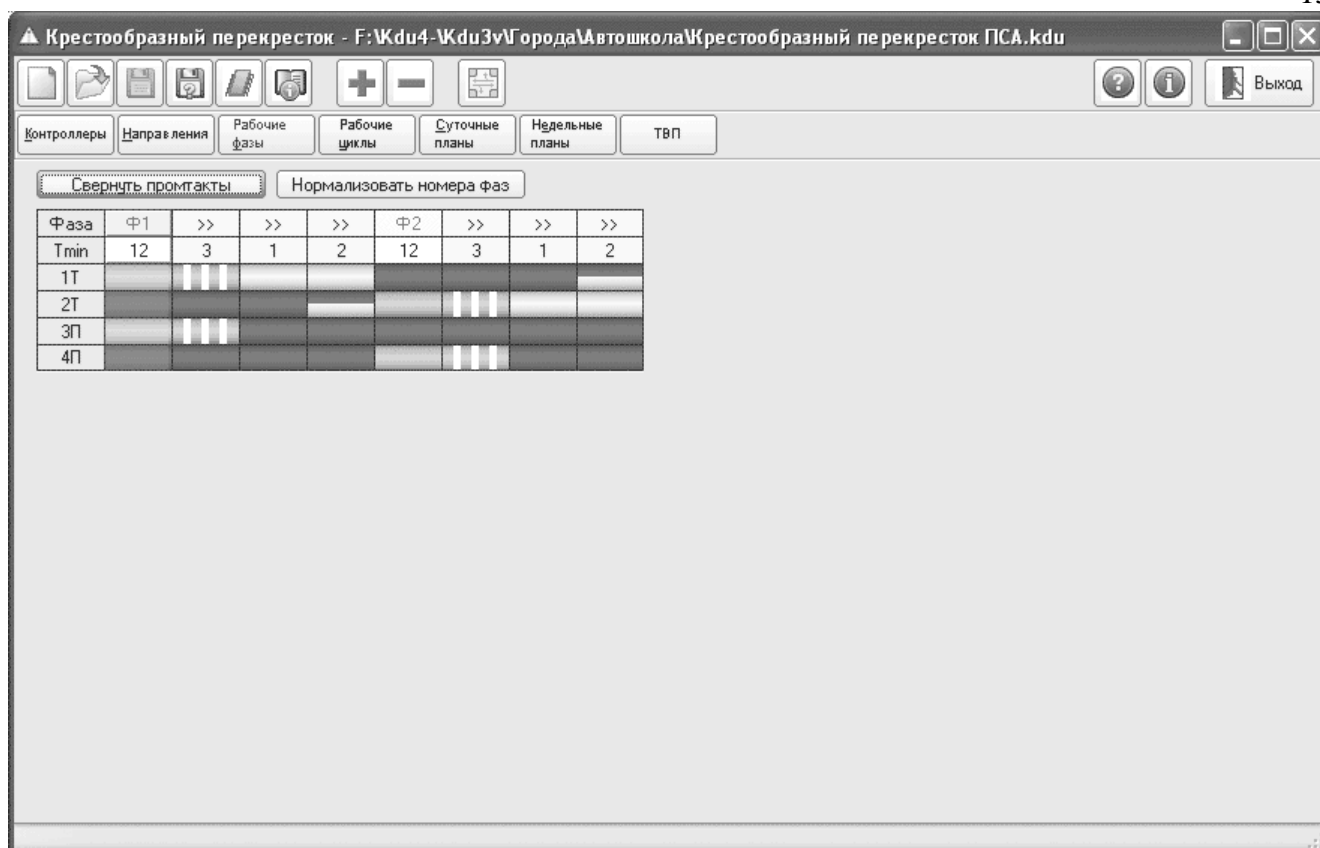 Крестообразный перекресток - F:\Kdu4-\Kdu3v\Города\Автошкола\Крестообразный перекресток ПСА.kdu
Выход
Контроллеры Направления Рабочие фазы Рабочие циклы Суточные планы Недельные планы ТВП
Свернуть промтакты Нормализовать номера фаз
Фаза Ф1 >> >> >> Ф2 >> >> >>
Tmin 12 3 1 2 12 3 1 2
1Т
2Т
3П
4П